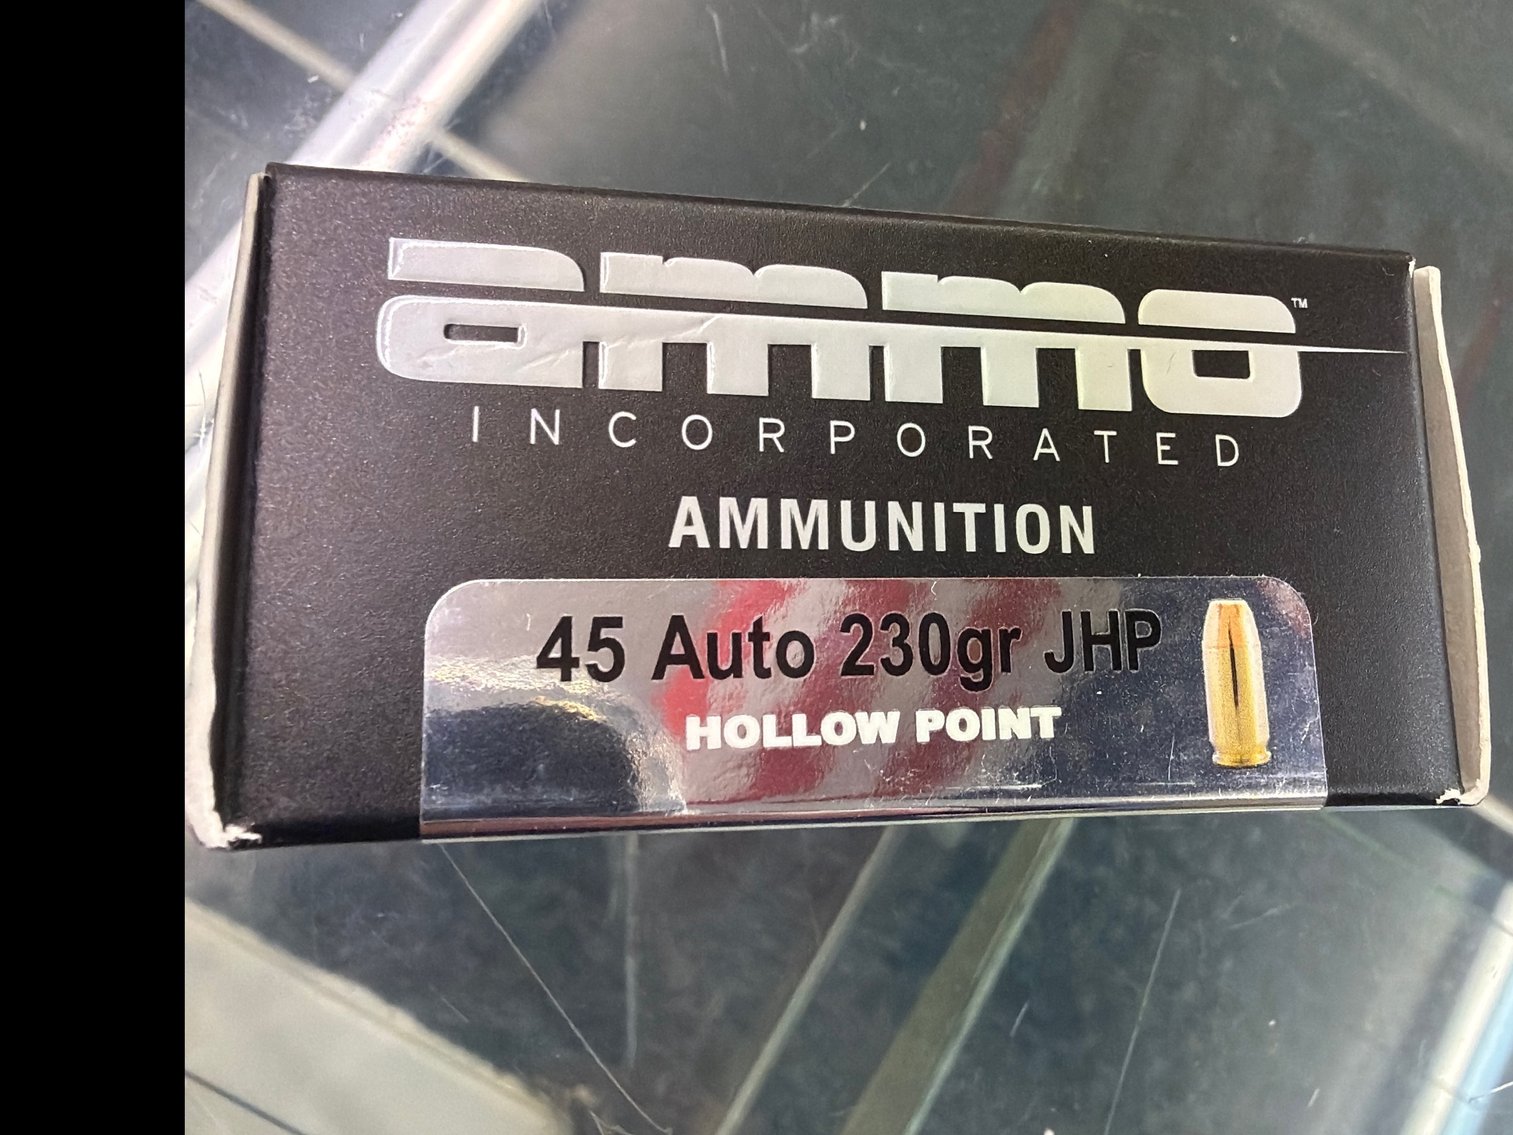 ammo™
INCORPORATED
AMMUNITION
45 Auto 230gr JHP
HOLLOW POINT